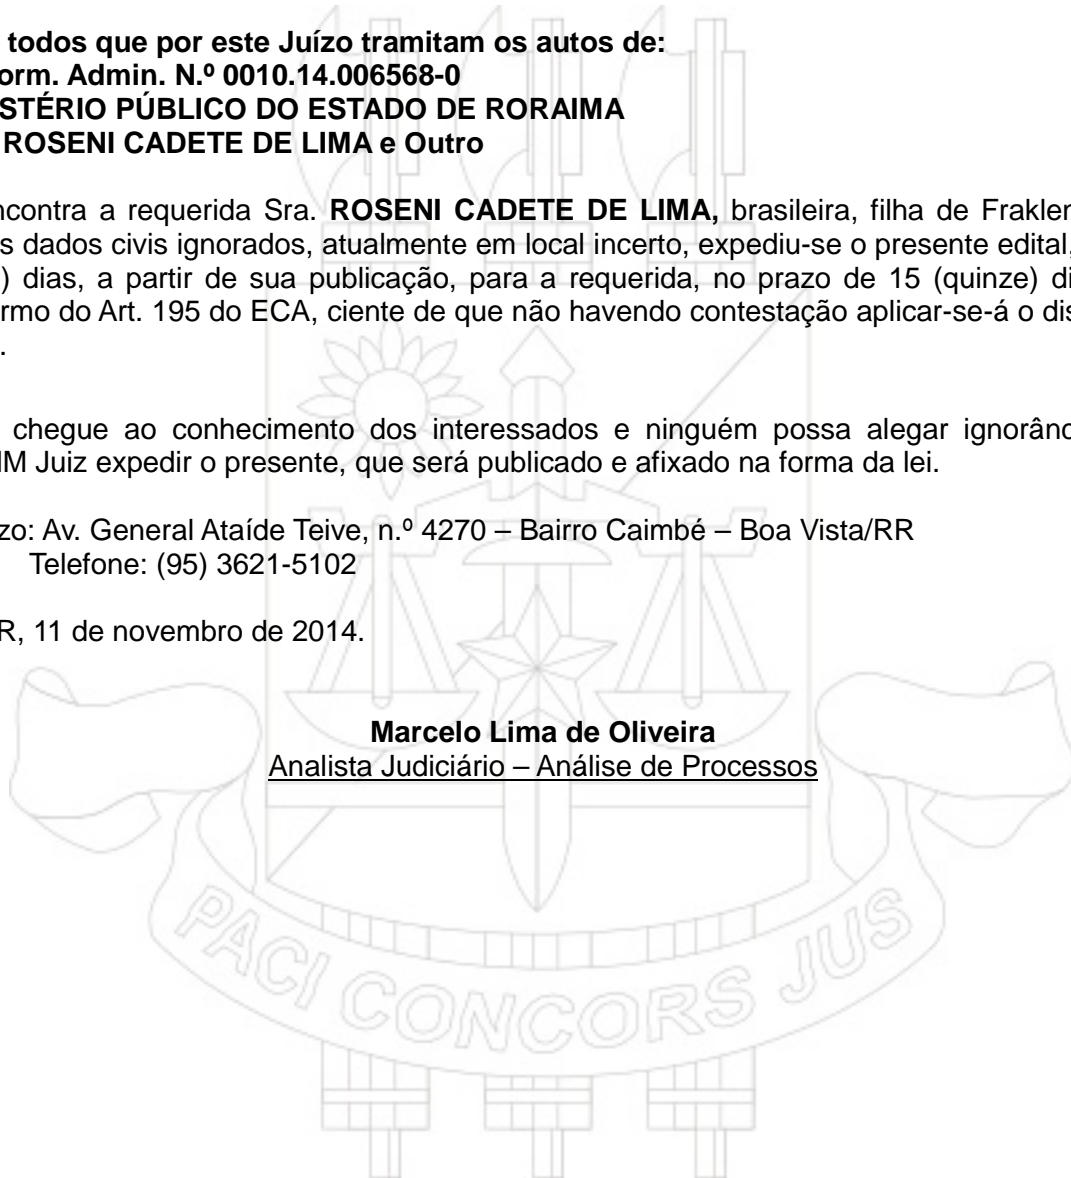 todos que por este Juízo tramitam os autos de:
orm. Admin. N.º 0010.14.006568-0
STÉRIO PÚBLICO DO ESTADO DE RORAIMA
ROSENI CADETE DE LIMA e Outro
ncontra a requerida Sra. ROSENI CADETE DE LIMA, brasileira, filha de Frakler
s dados civis ignorados, atualmente em local incerto, expediu-se o presente edital,
) dias, a partir de sua publicação, para a requerida, no prazo de 15 (quinze) di
rmo do Art. 195 do ECA, ciente de que não havendo contestação aplicar-se-á o dis
.
chegue ao conhecimento dos interessados e ninguém possa alegar ignorânc
IM Juiz expedir o presente, que será publicado e afixado na forma da lei.
zo: Av. General Ataíde Teive, n.º 4270 – Bairro Caimbé – Boa Vista/RR
Telefone: (95) 3621-5102
R, 11 de novembro de 2014.
Marcelo Lima de Oliveira
Analista Judiciário – Análise de Processos
PACI CONCORS JUS